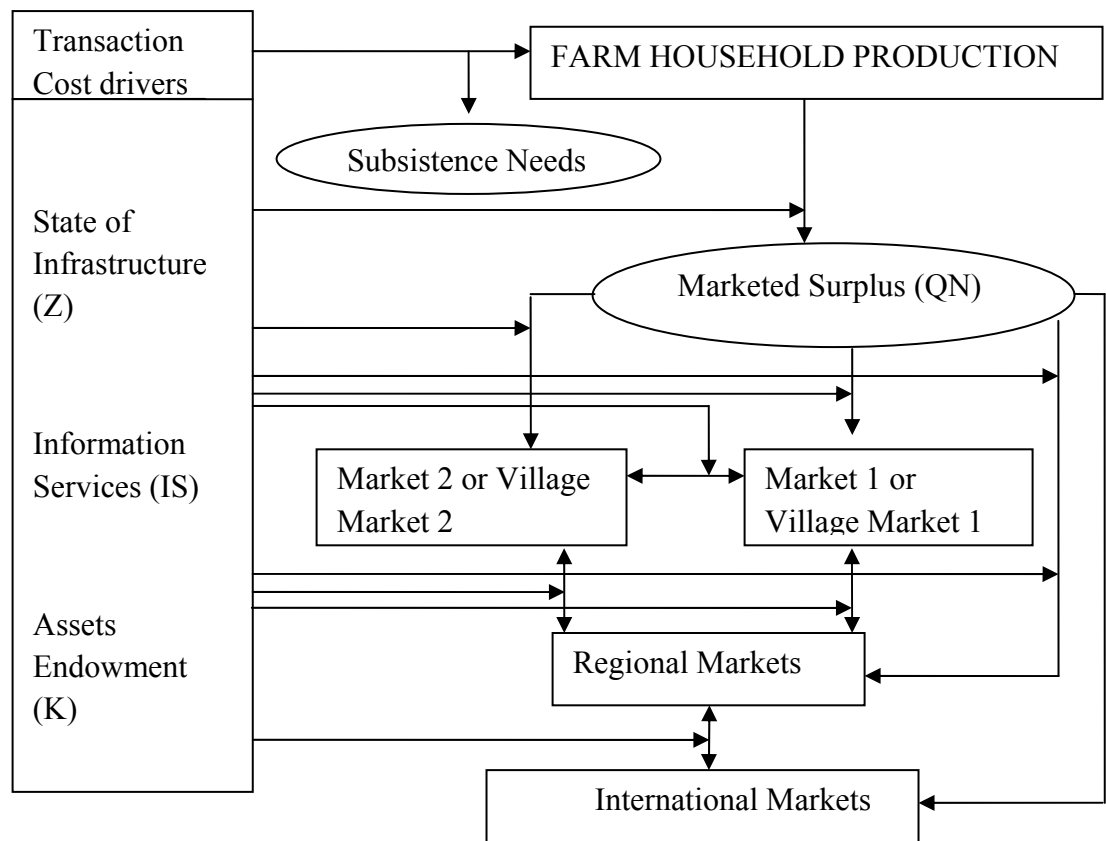 Transaction
Cost drivers
FARM HOUSEHOLD PRODUCTION
Subsistence Needs
State of
Infrastructure
(Z)
Marketed Surplus (QN)
Information
Services (IS)
Market 2 or Village
Market 2
Market 1 or
Village Market 1
Assets
Endowment
(K)
Regional Markets
International Markets